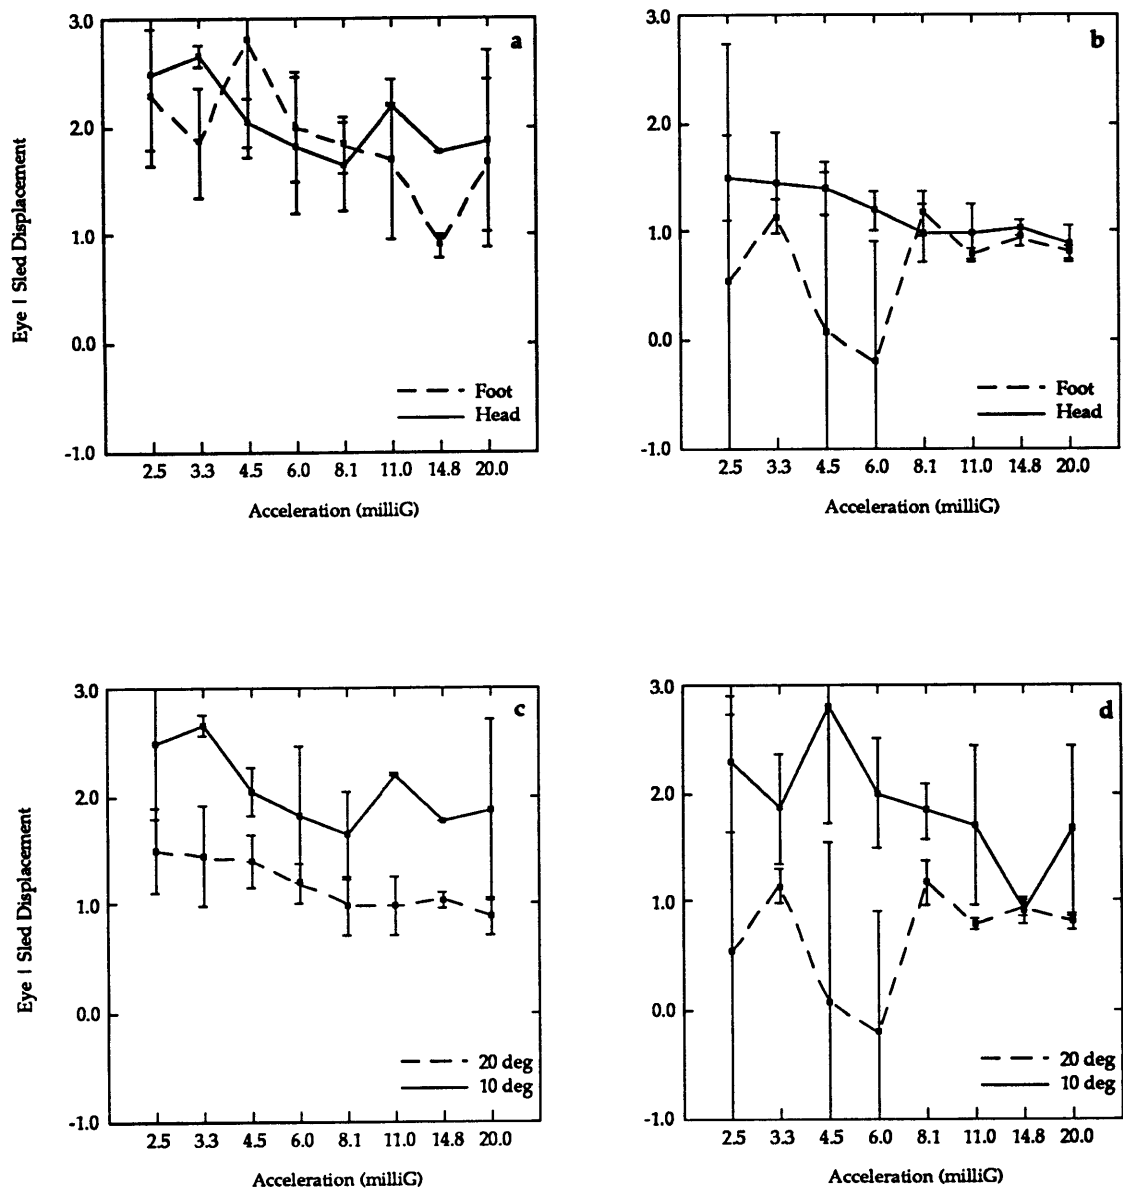 3.0
2.0
1.0
0.0
-1.0
Eye | Sled Displacement
a
Foot
Head
2.5 3.3 4.5 6.0 8.1 11.0 14.8 20.0
Acceleration (milliG)
3.0
2.0
1.0
0.0
-1.0
b
Foot
Head
2.5 3.3 4.5 6.0 8.1 11.0 14.8 20.0
Acceleration (milliG)
3.0
2.0
1.0
0.0
-1.0
Eye | Sled Displacement
c
20 deg
10 deg
2.5 3.3 4.5 6.0 8.1 11.0 14.8 20.0
Acceleration (milliG)
3.0
2.0
1.0
0.0
-1.0
d
20 deg
10 deg
2.5 3.3 4.5 6.0 8.1 11.0 14.8 20.0
Acceleration (milliG)